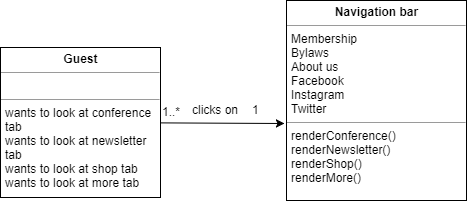 Guest
wants to look at conference
tab
wants to look at newsletter
tab
wants to look at shop tab
wants to look at more tab
1..* clicks on 1
Navigation bar
Membership
Bylaws
About us
Facebook
Instagram
Twitter
renderConference()
renderNewsletter()
renderShop()
renderMore()